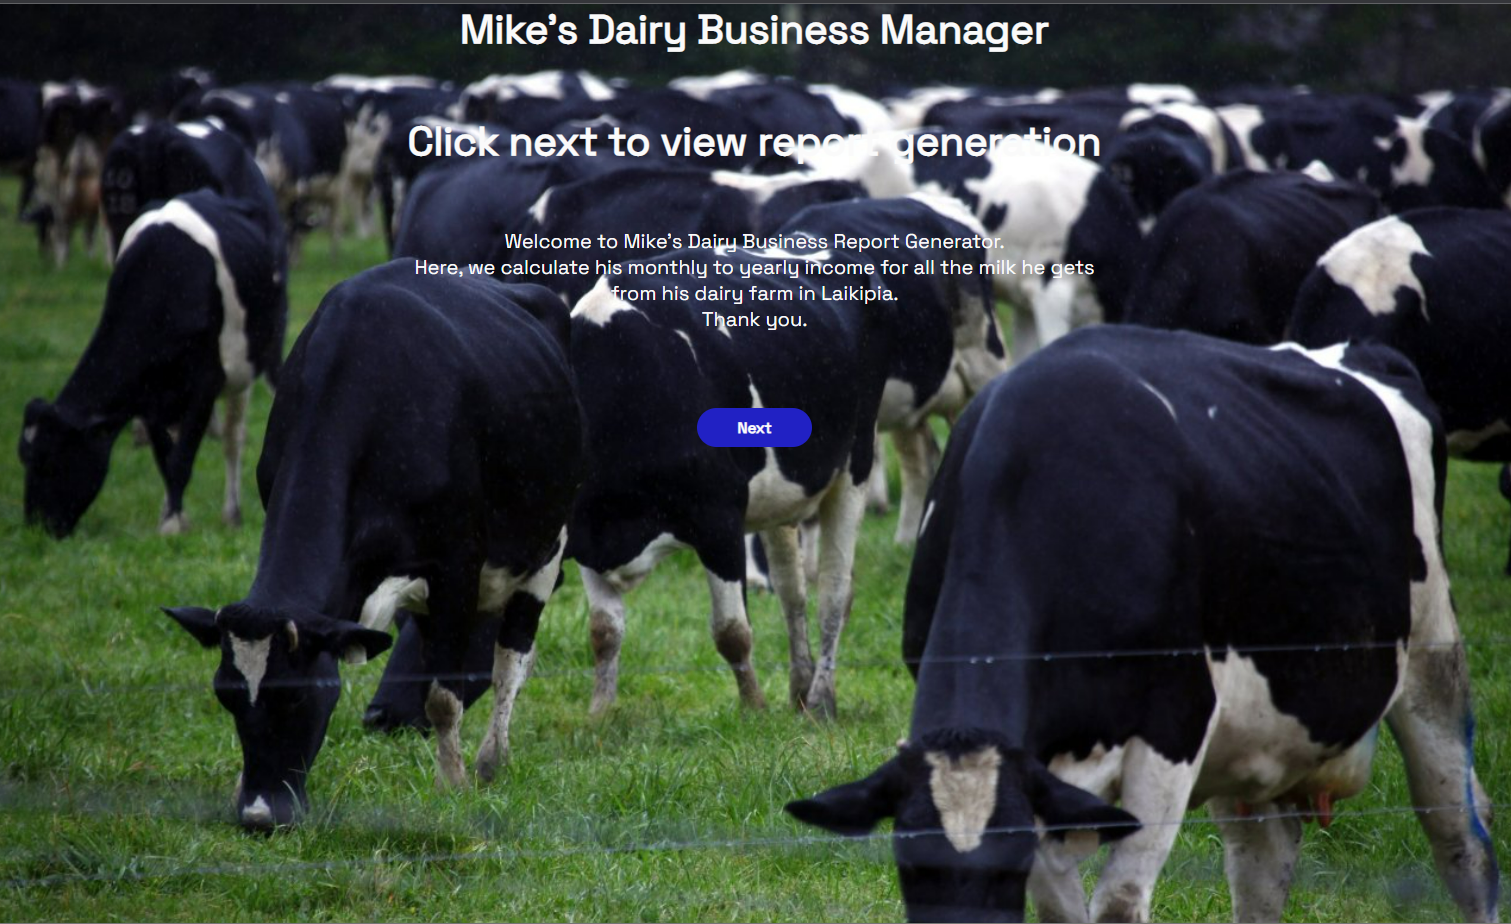 Mike's Dairy Business Manager
Click next to view report generation
Welcome to Mike's Dairy Business Report Generator.
Here, we calculate his monthly to yearly income for all the milk he gets
from his dairy farm in Laikipia.
Thank you.
Next